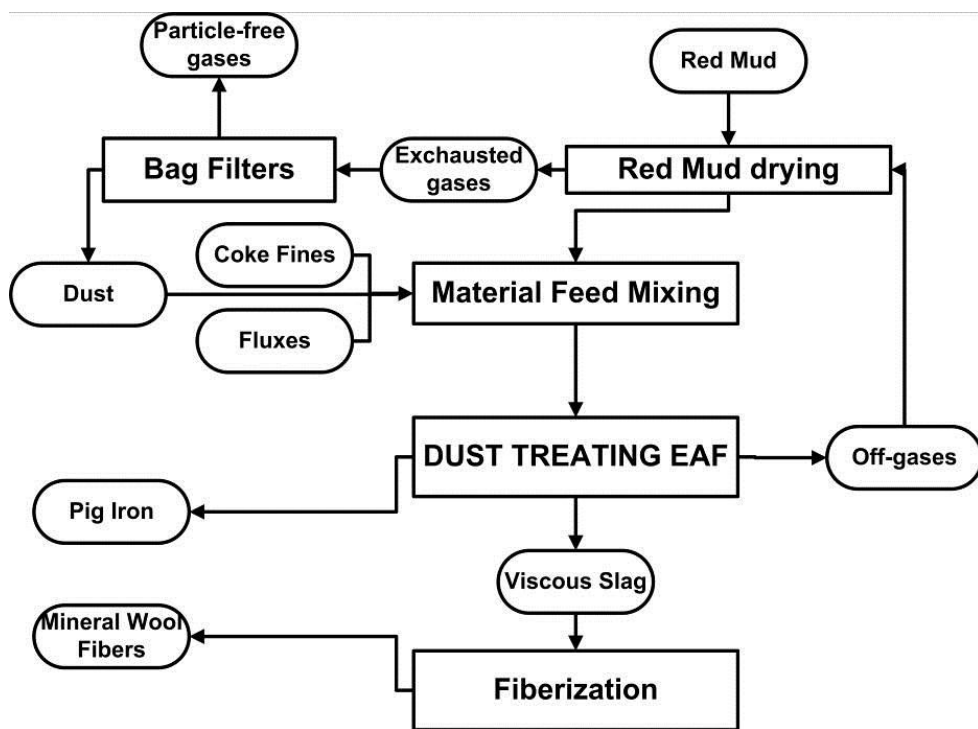 Particle-free
gases
Red Mud
Bag Filters
Exchausted
gases
Red Mud drying
Coke Fines
Dust
Material Feed Mixing
Fluxes
DUST TREATING EAF
Off-gases
Pig Iron
Viscous Slag
Mineral Wool
Fibers
Fiberization